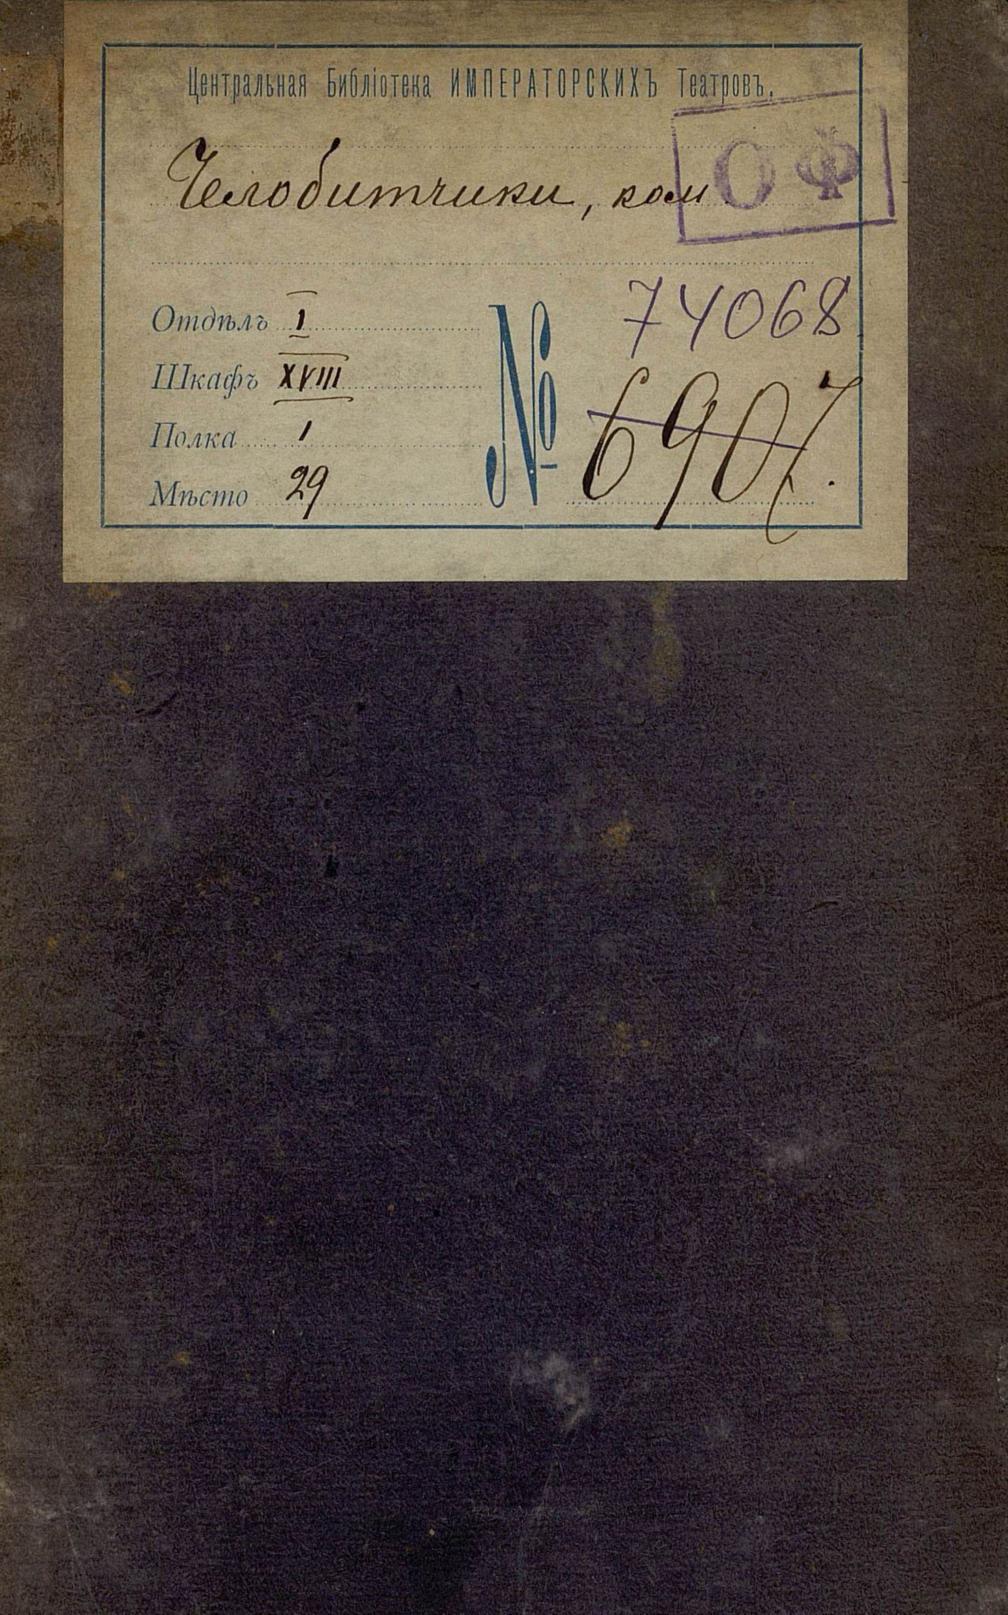 Центральная Библіотека ИМПЕРАТОРСКИХЪ Театровъ.
Челобитчики, ком
ОФ
Отдѣлъ I
Шкафъ XVIII
Полка 1
Мѣсто 29
№
74068
6907.